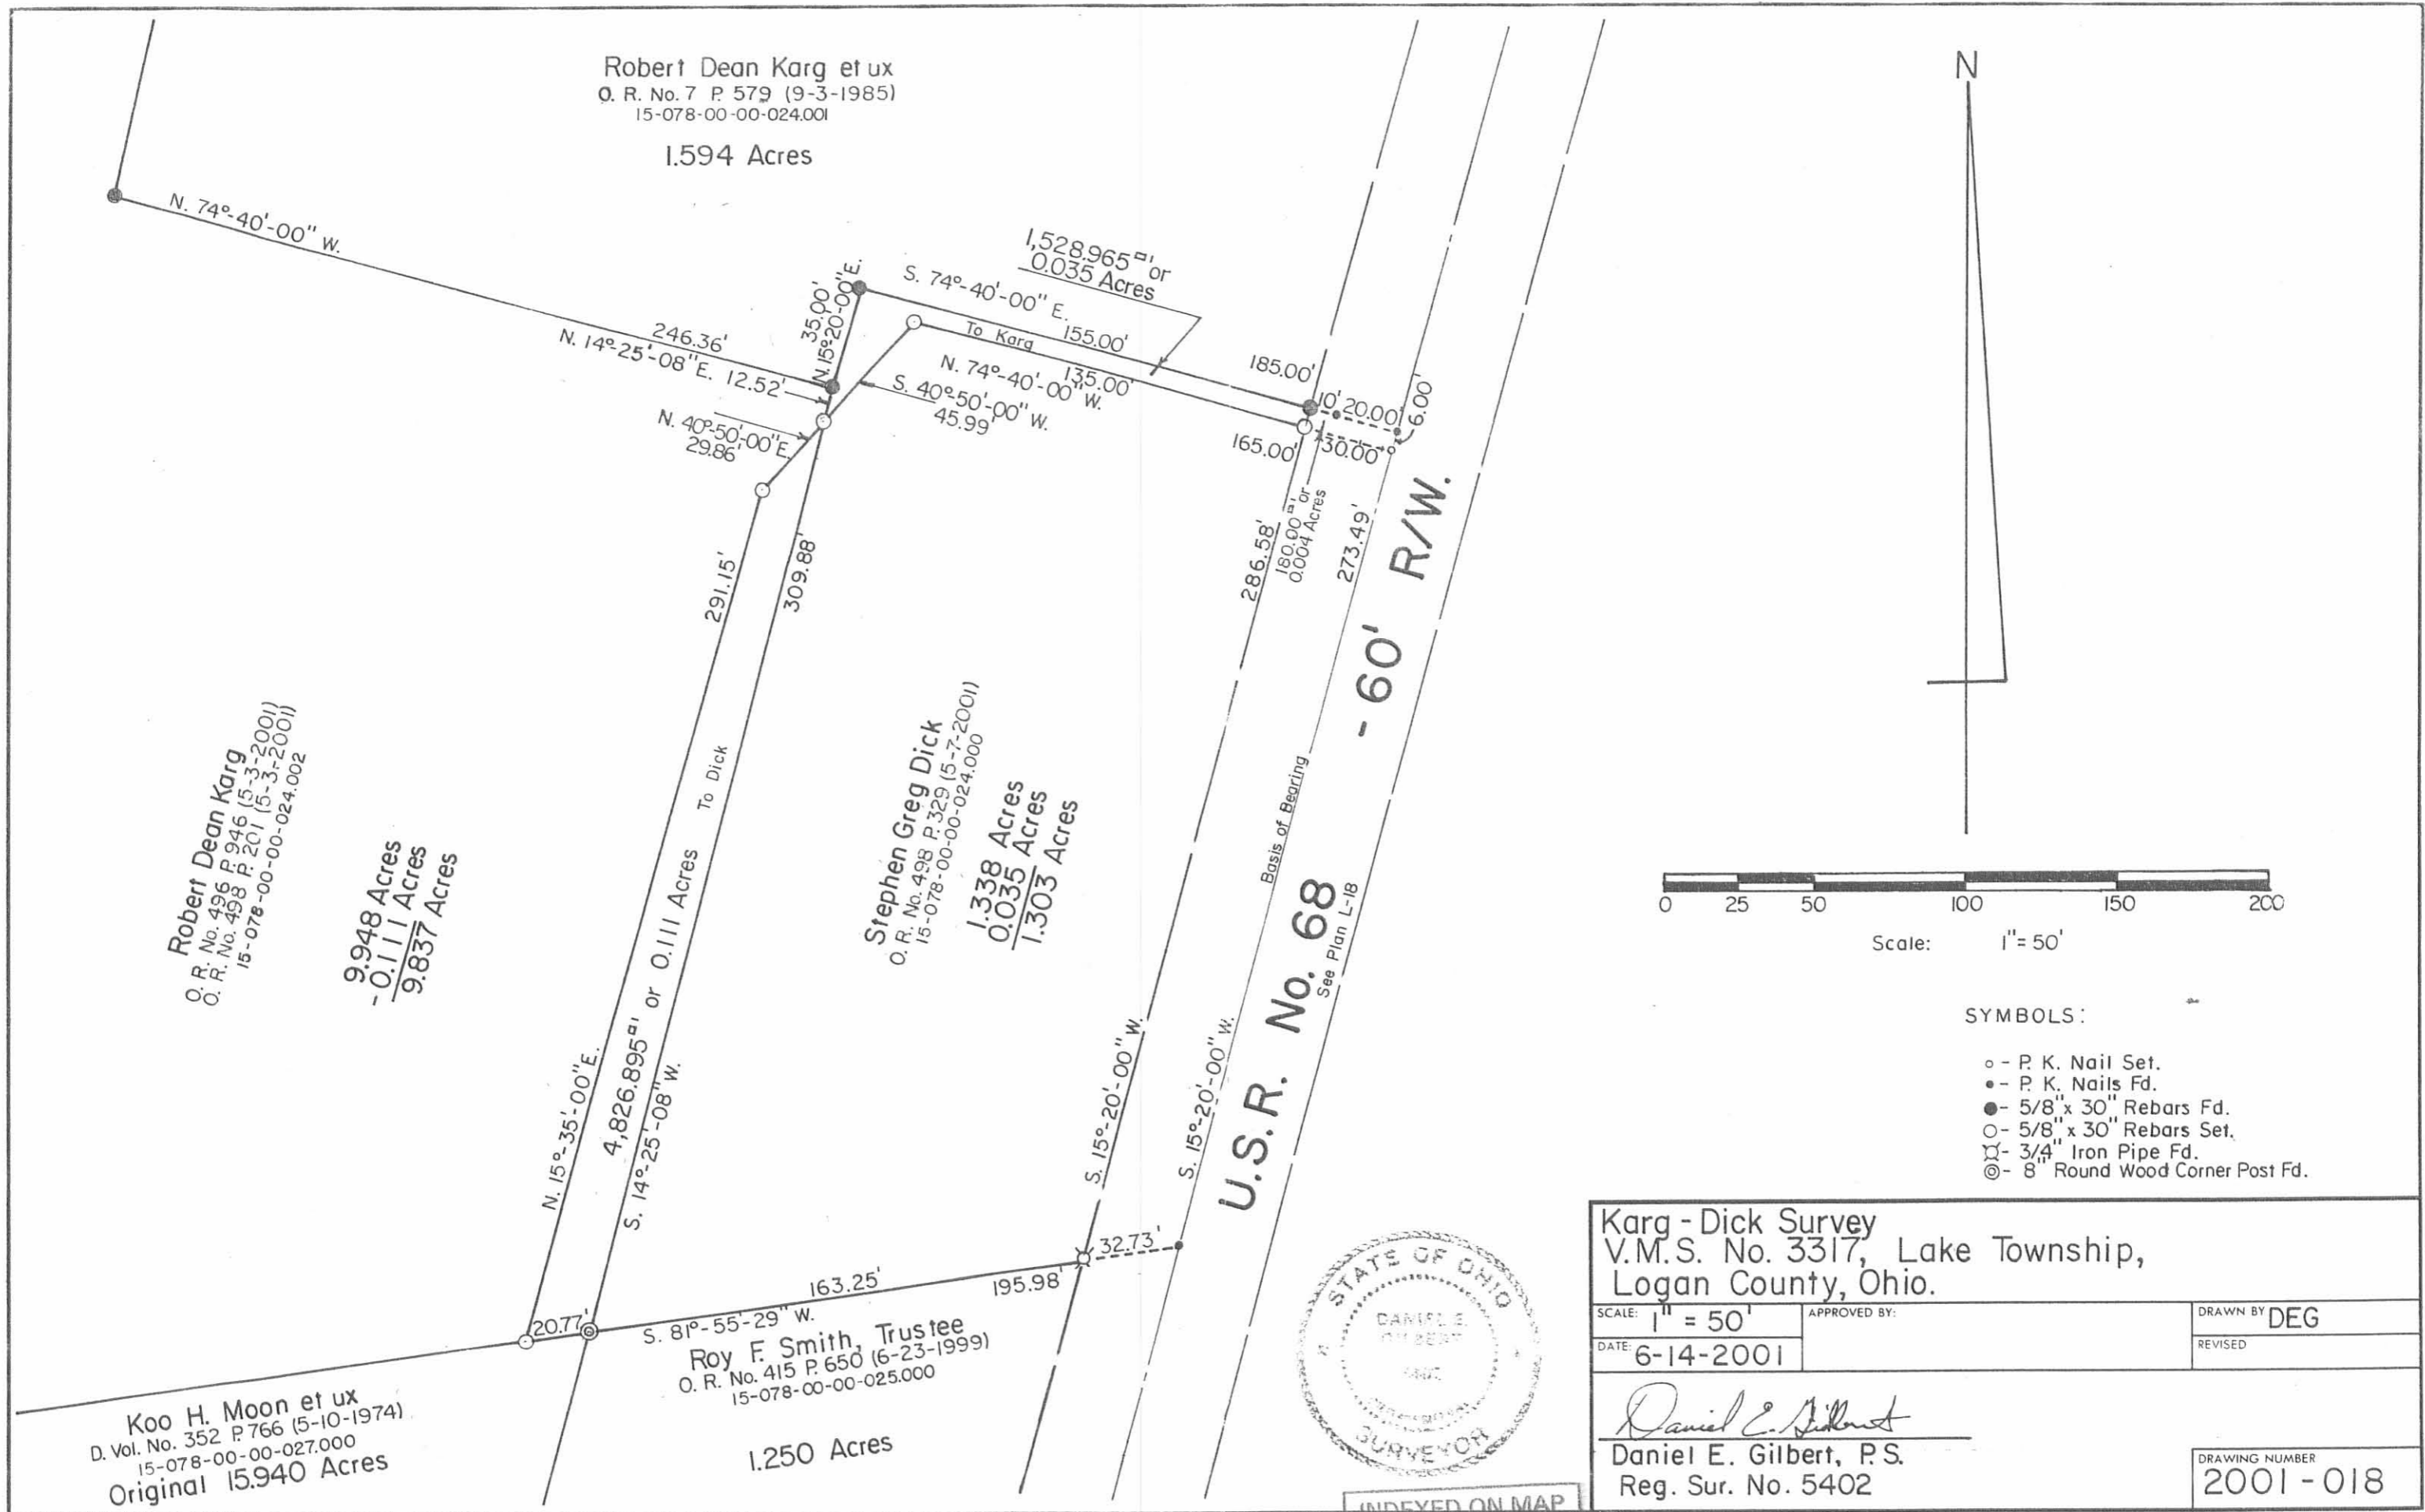 Robert Dean Karg et ux
O. R. No. 7 P. 579 (9-3-1985)
15-078-00-00-024.001
1.594 Acres
N
N. 74°-40'-00" W.
246.36'
N. 14°-25'-08"E. 12.52'
35.00'
N. 15°-20'-00"E.
1,528.965 □' or
0.035 Acres
S. 74°-40'-00" E.
155.00'
To Karg
N. 74°-40'-00" W.
135.00'
S. 40°-50'-00" W.
45.99'
N. 40°-50'-00"E.
29.86'
185.00'
10' 20.00'
6.00'
165.00'
30.00'
180.00 □' or
0.004 Acres
286.58'
273.49'
291.15'
309.88'
Robert Dean Karg
O. R. No. 496 P. 946 (5-3-2001)
O. R. No. 498 P. 201 (5-3-2001)
15-078-00-00-024.002
9.948 Acres
- 0.111 Acres
9.837 Acres
To Dick
4,826.895 □' or 0.111 Acres
N. 15°-35'-00"E.
S. 14°-25'-08" W.
Stephen Greg Dick
O. R. No. 498 P. 329 (5-7-2001)
15-078-00-00-024.000
1.338 Acres
0.035 Acres
1.303 Acres
S. 15°-20'-00" W.
S. 15°-20'-00" W.
Basis of Bearing
U.S.R. No. 68 - 60' R/W.
See Plan L-18
32.73'
163.25'
195.98'
20.77'
S. 81°-55'-29" W.
Roy F. Smith, Trustee
O. R. No. 415 P. 650 (6-23-1999)
15-078-00-00-025.000
1.250 Acres
Koo H. Moon et ux
D. Vol. No. 352 P. 766 (5-10-1974)
15-078-00-00-027.000
Original 15.940 Acres
0 25 50 100 150 200
Scale: 1"= 50'
SYMBOLS:
○ - P. K. Nail Set.
• - P. K. Nails Fd.
● - 5/8" x 30" Rebars Fd.
○ - 5/8" x 30" Rebars Set.
¤ - 3/4" Iron Pipe Fd.
◎ - 8" Round Wood Corner Post Fd.
STATE OF OHIO
DANIEL E.
GILBERT
SURVEYOR
INDEXED ON MAP
Karg - Dick Survey
V.M.S. No. 3317, Lake Township,
Logan County, Ohio.
SCALE: 1" = 50'
APPROVED BY:
DRAWN BY DEG
DATE: 6-14-2001
REVISED
Daniel E. Gilbert
Daniel E. Gilbert, P.S.
Reg. Sur. No. 5402
DRAWING NUMBER
2001 - 018